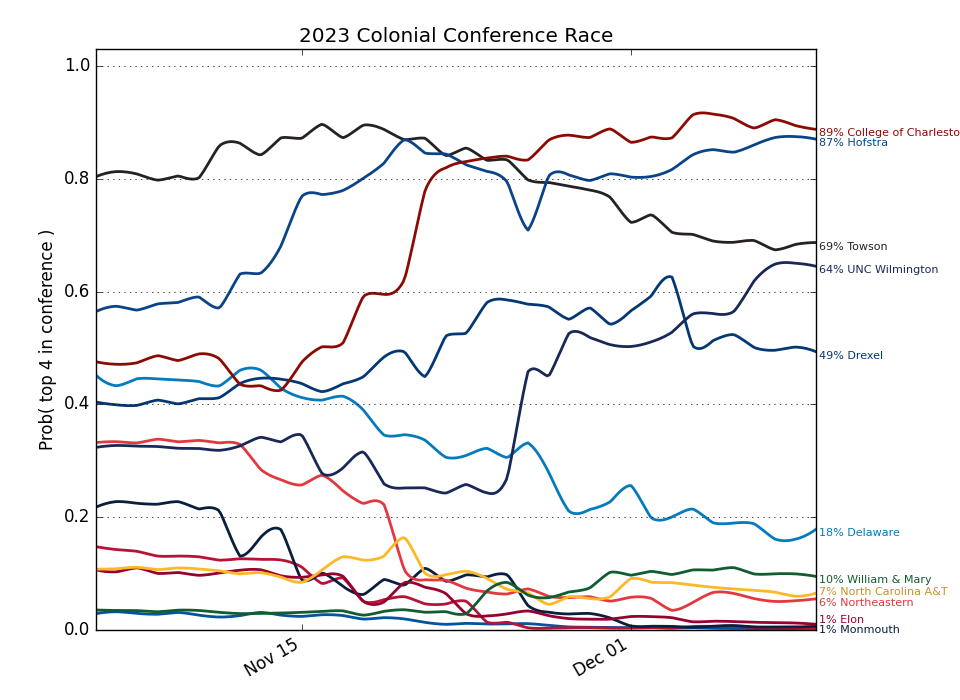 2023 Colonial Conference Race
1.0
0.8
0.6
0.4
0.2
0.0
Prob( top 4 in conference )
Nov 15
Dec 01
89% College of Charlesto
87% Hofstra
69% Towson
64% UNC Wilmington
49% Drexel
18% Delaware
10% William & Mary
7% North Carolina A&T
6% Northeastern
1% Elon
1% Monmouth